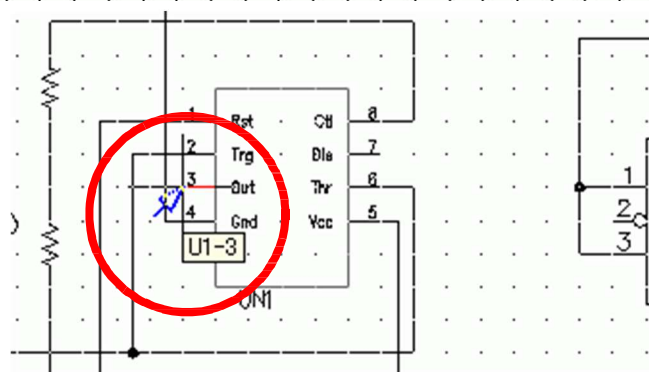 1 Rst Ctl 8
2 Trg Dis 7
3 Out Thr 6
4 Gnd Vcc 5
U1-3
UN1
1
2
3